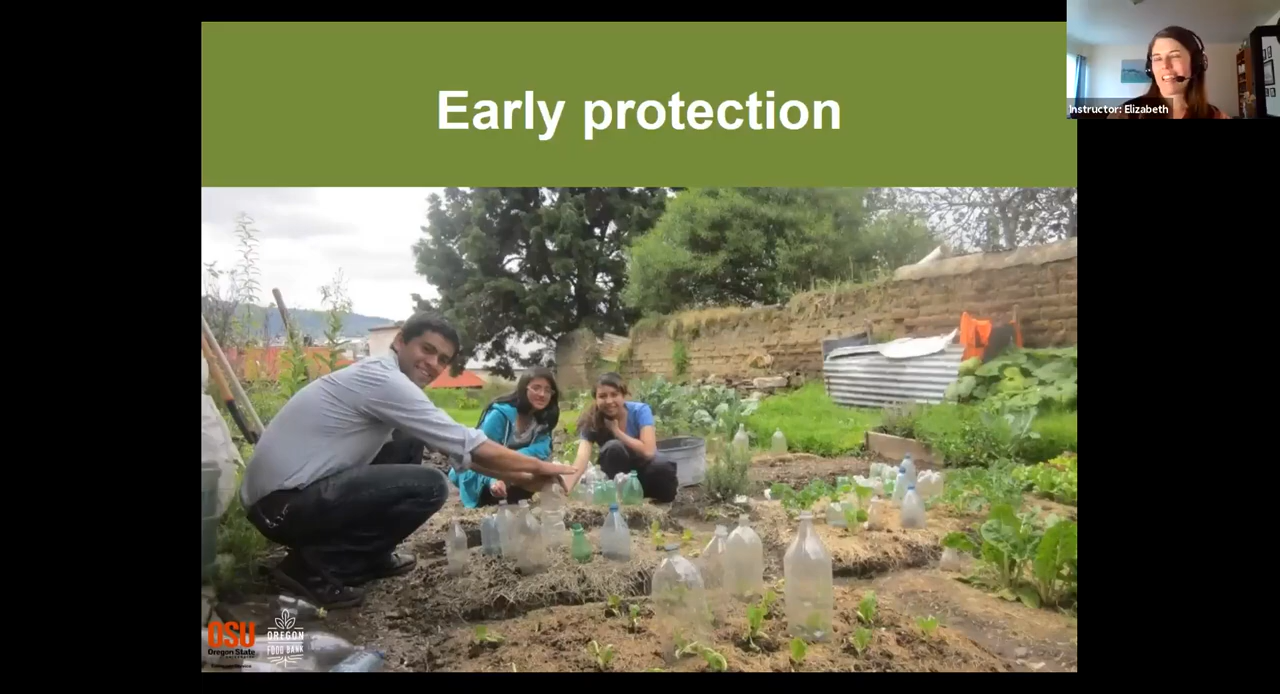 Early protection
Instructor: Elizabeth
OSU
Oregon State
OREGON
FOOD BANK